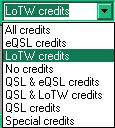 LoTW credits
All credits
eQSL credits
LoTW credits
No credits
QSL & eQSL credits
QSL & LoTW credits
QSL credits
Special credits